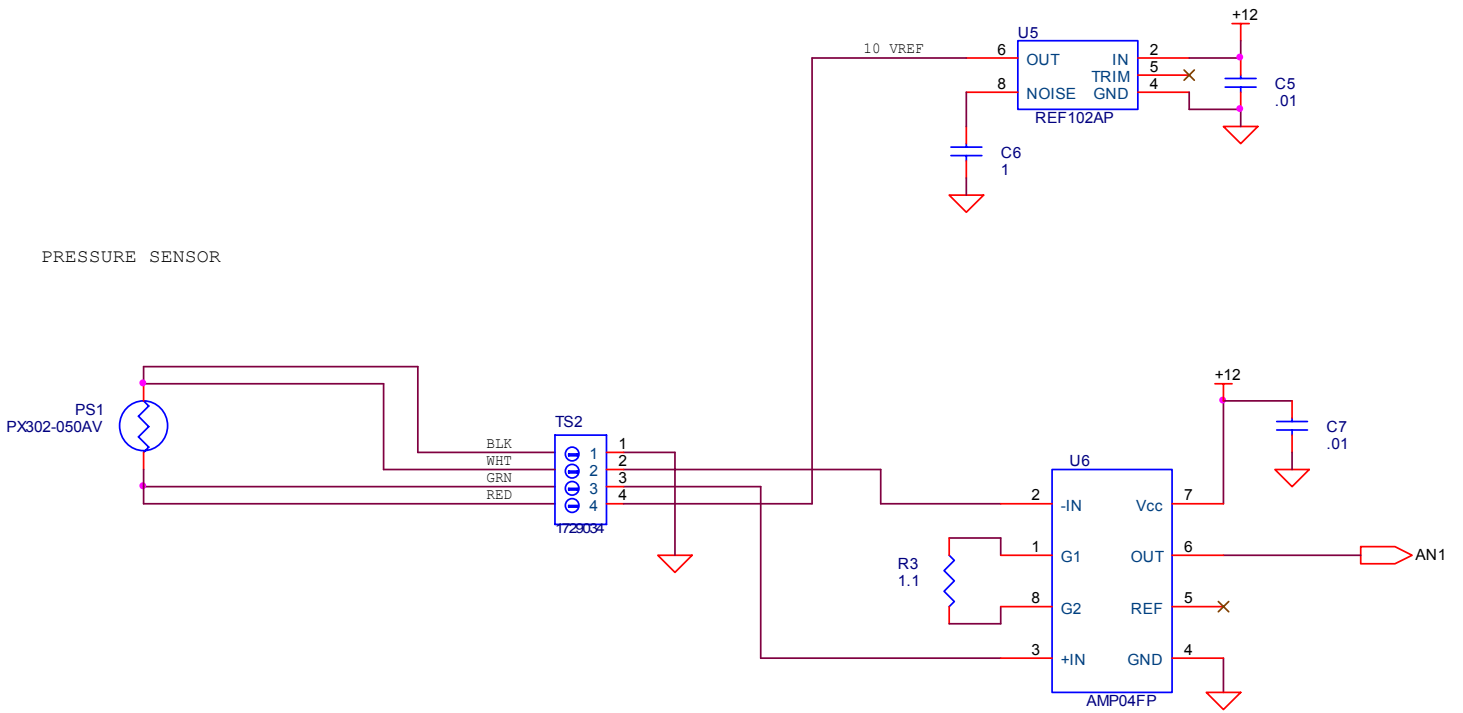 +12
U5
10 VREF
6
OUT
IN
2
TRIM
5
8
NOISE
GND
4
REF102AP
C5
.01
C6
1
PRESSURE SENSOR
+12
PS1
PX302-050AV
TS2
C7
.01
BLK
1
1
WHT
2
2
GRN
3
3
RED
4
4
1729034
U6
2
-IN
Vcc
7
R3
1.1
1
G1
OUT
6
AN1
8
G2
REF
5
3
+IN
GND
4
AMP04FP